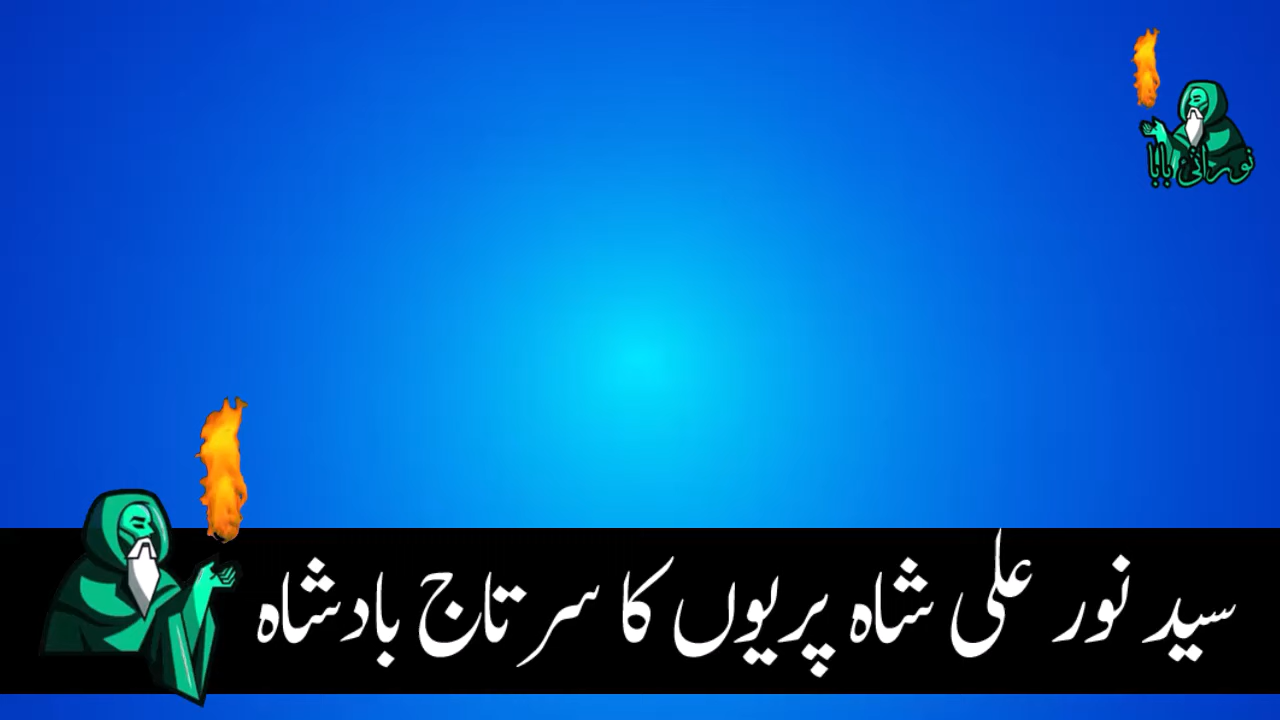 نورانی بابا
سید نور علی شاہ پریوں کا سرتاج بادشاہ